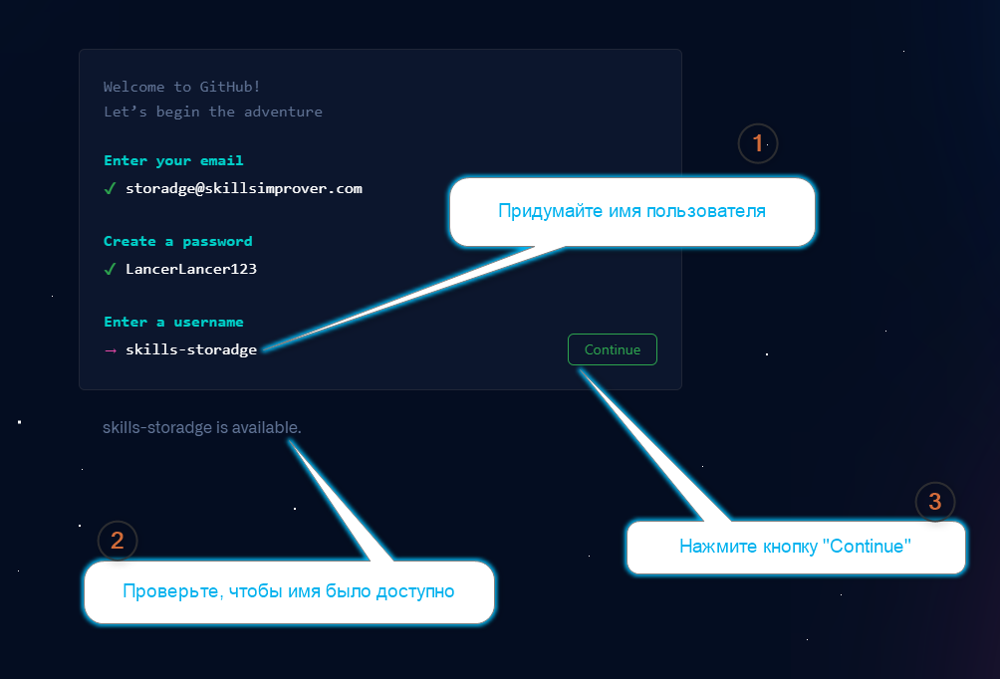 Welcome to GitHub!
Let’s begin the adventure
Enter your email
✓ storadge@skillsimprover.com
Create a password
✓ LancerLancer123
Enter a username
→ skills-storadge
Continue
skills-storadge is available.
1
Придумайте имя пользователя
2
Проверьте, чтобы имя было доступно
3
Нажмите кнопку "Continue"